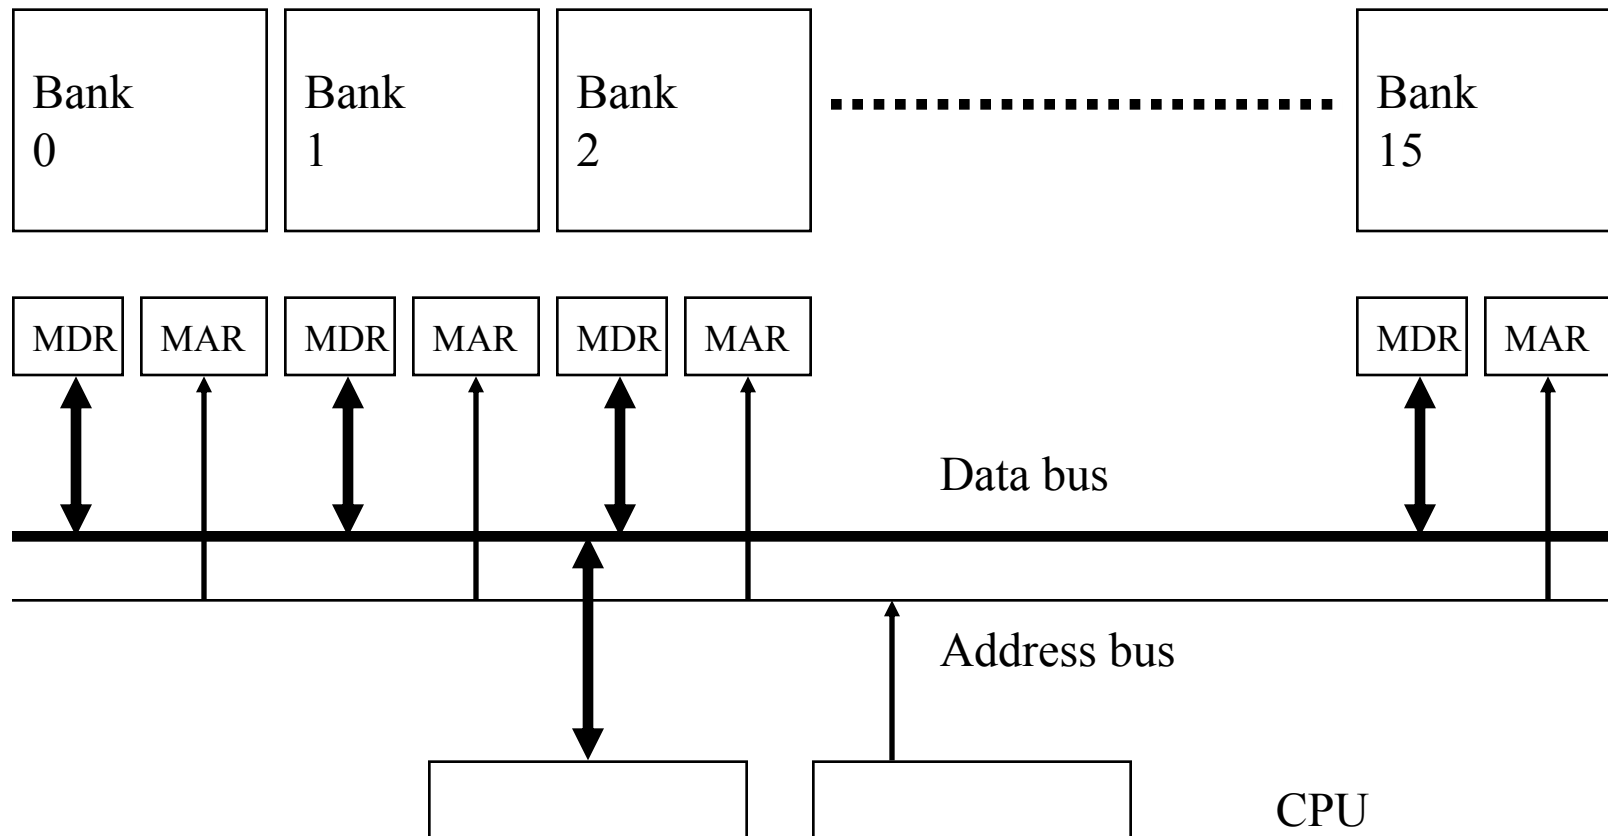 Bank
0
Bank
1
Bank
2
Bank
15
MDR
MAR
MDR
MAR
MDR
MAR
MDR
MAR
Data bus
Address bus
CPU